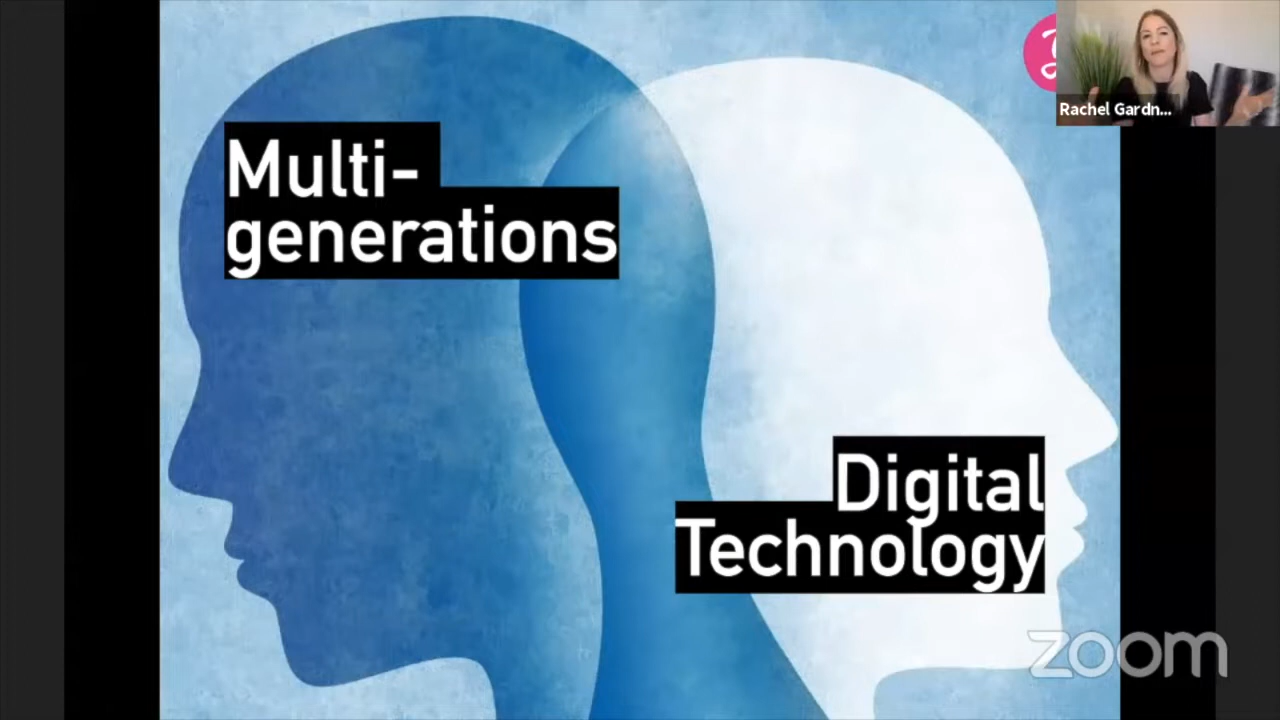 Rachel Gardn...
Multi-
generations
Digital
Technology
zoom